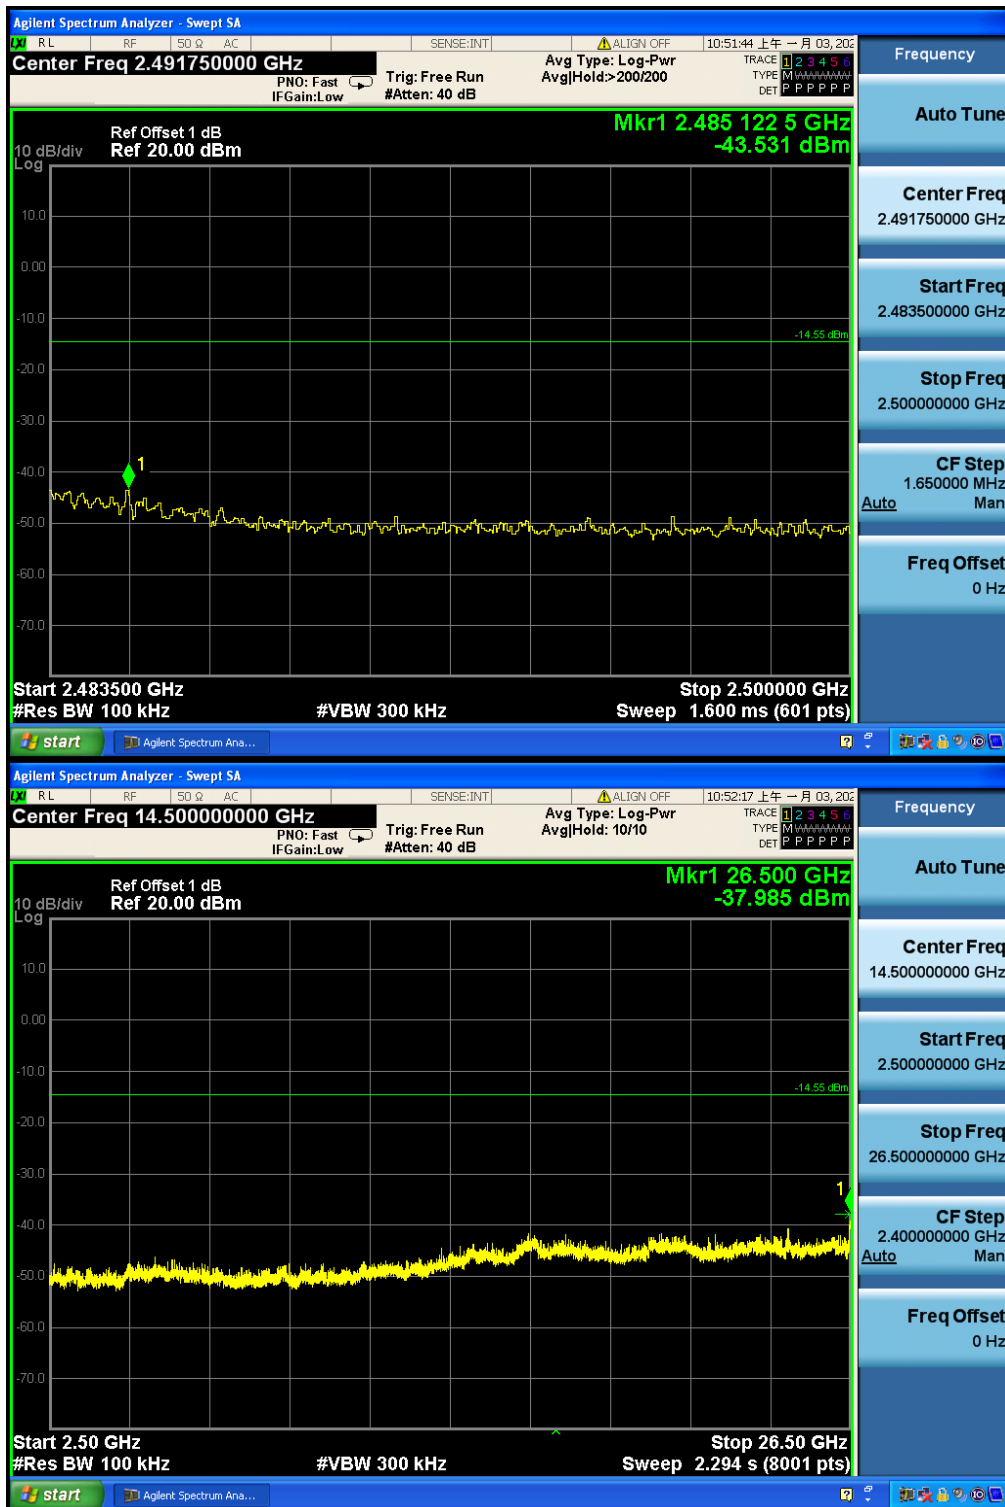 Agilent Spectrum Analyzer - Swept SA
LXI RL RF 50 Ω AC SENSE:INT ALIGN OFF 10:51:44 上午 一月 03, 202
Center Freq 2.491750000 GHz
PNO: Fast
IFGain:Low
Trig: Free Run
#Atten: 40 dB
Avg Type: Log-Pwr
Avg|Hold:>200/200
TRACE 1 2 3 4 5 6
TYPE M
DET P P P P P P
Mkr1 2.485 122 5 GHz
-43.531 dBm
Ref Offset 1 dB
10 dB/div Ref 20.00 dBm
Log
10.0
0.00
-10.0
-14.55 dBm
-20.0
-30.0
-40.0
1
-50.0
-60.0
-70.0
Start 2.483500 GHz Stop 2.500000 GHz
#Res BW 100 kHz #VBW 300 kHz Sweep 1.600 ms (601 pts)
Frequency
Auto Tune
Center Freq
2.491750000 GHz
Start Freq
2.483500000 GHz
Stop Freq
2.500000000 GHz
CF Step
1.650000 MHz
Auto Man
Freq Offset
0 Hz
start Agilent Spectrum Ana...
Agilent Spectrum Analyzer - Swept SA
LXI RL RF 50 Ω AC SENSE:INT ALIGN OFF 10:52:17 上午 一月 03, 202
Center Freq 14.500000000 GHz
PNO: Fast
IFGain:Low
Trig: Free Run
#Atten: 40 dB
Avg Type: Log-Pwr
Avg|Hold: 10/10
TRACE 1 2 3 4 5 6
TYPE M
DET P P P P P P
Mkr1 26.500 GHz
-37.985 dBm
Ref Offset 1 dB
10 dB/div Ref 20.00 dBm
Log
10.0
0.00
-10.0
-14.55 dBm
-20.0
-30.0
1
-40.0
-50.0
-60.0
-70.0
Start 2.50 GHz Stop 26.50 GHz
#Res BW 100 kHz #VBW 300 kHz Sweep 2.294 s (8001 pts)
Frequency
Auto Tune
Center Freq
14.500000000 GHz
Start Freq
2.500000000 GHz
Stop Freq
26.500000000 GHz
CF Step
2.400000000 GHz
Auto Man
Freq Offset
0 Hz
start Agilent Spectrum Ana...